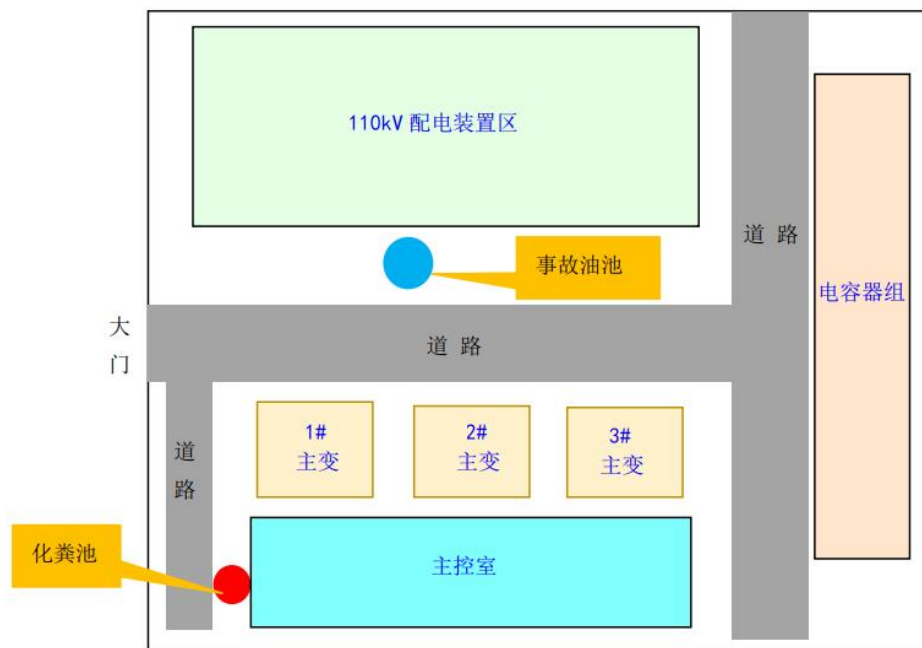 110kV 配电装置区
道 路
事故油池
电容器组
大
门
道 路
1#
主变
2#
主变
3#
主变
道
路
化粪池
主控室